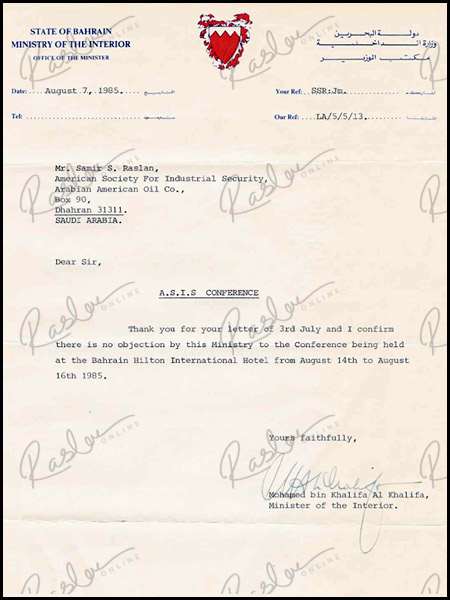 STATE OF BAHRAIN
MINISTRY OF THE INTERIOR
OFFICE OF THE MINISTER
دولة البحرين
وزارة الداخلية
مكتب الوزير
Date: August 7, 1985.
Your Ref: SSR:Jm.
Tel:
Our Ref: LA/5/5/13.
Mr. Samir S. Raslan,
American Society For Industrial Security,
Arabian American Oil Co.,
Box 90,
Dhahran 31311.
SAUDI ARABIA.
Dear Sir,
A.S.I.S CONFERENCE
Thank you for your letter of 3rd July and I confirm
there is no objection by this Ministry to the Conference being held
at the Bahrain Hilton International Hotel from August 14th to August
16th 1985.
Yours faithfully,
Mohamed bin Khalifa Al Khalifa,
Minister of the Interior.
Raslan
ONLINE